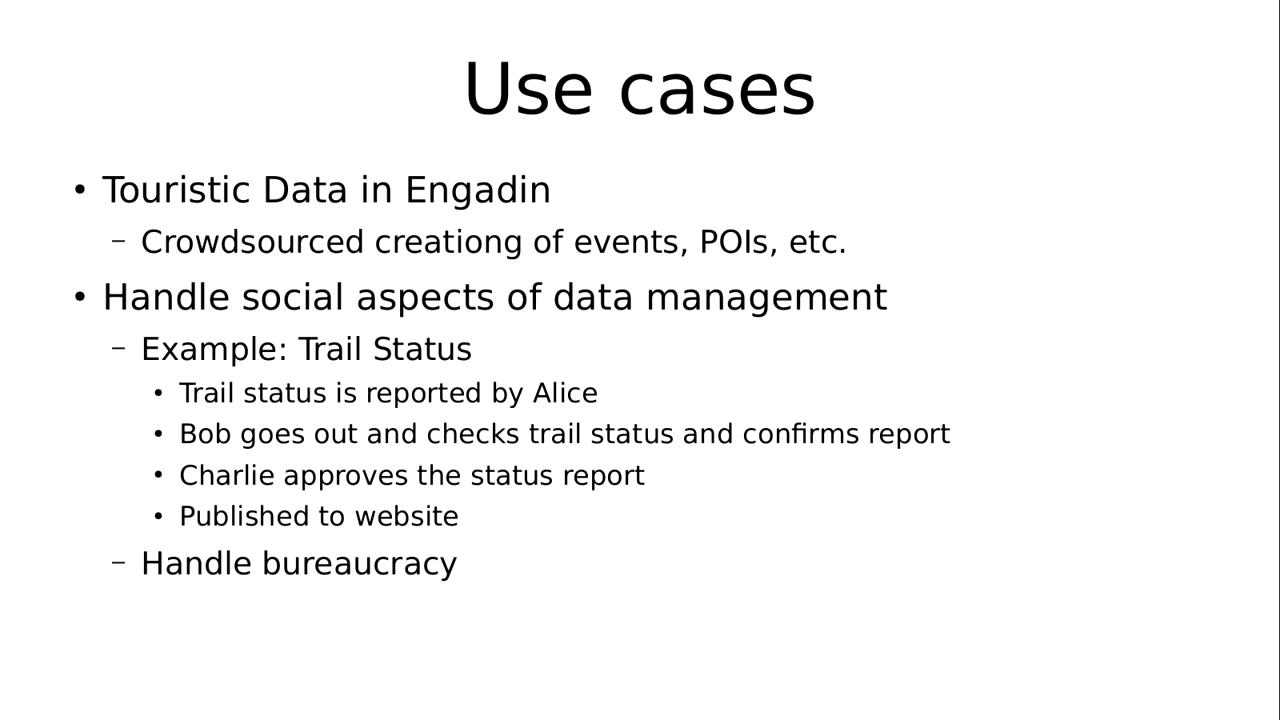 Use cases
• Touristic Data in Engadin
– Crowdsourced creationg of events, POIs, etc.
• Handle social aspects of data management
– Example: Trail Status
• Trail status is reported by Alice
• Bob goes out and checks trail status and confirms report
• Charlie approves the status report
• Published to website
– Handle bureaucracy